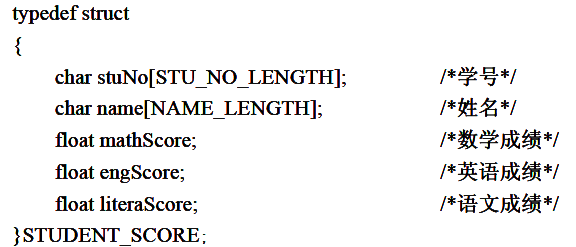 typedef struct
{
char stuNo[STU_NO_LENGTH]; /*学号*/
char name[NAME_LENGTH]; /*姓名*/
float mathScore; /*数学成绩*/
float engScore; /*英语成绩*/
float literaScore; /*语文成绩*/
}STUDENT_SCORE;